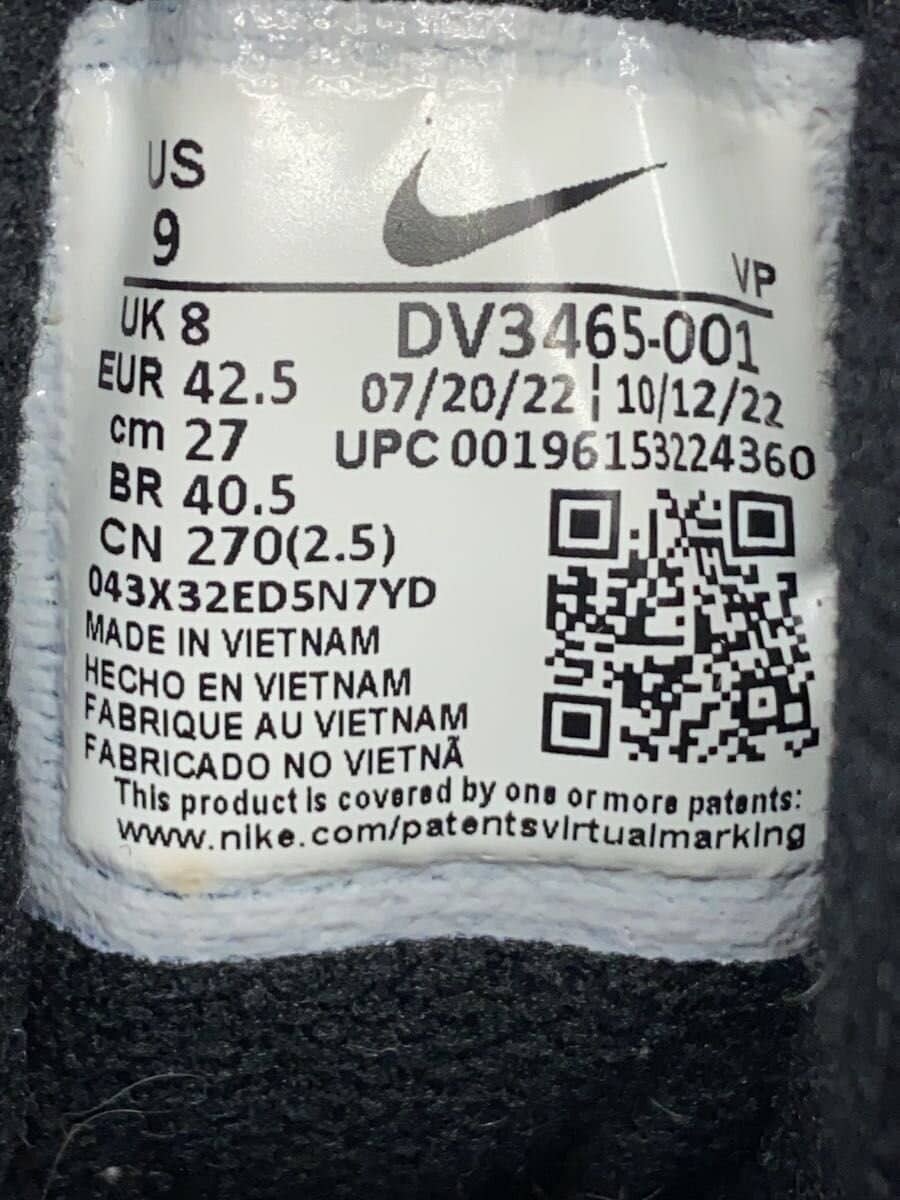 US
9
VP
UK 8
EUR 42.5
cm 27
BR 40.5
CN 270(2.5)
DV3465-001
07/20/22 ¦ 10/12/22
UPC 00196153224360
043X32ED5N7YD
MADE IN VIETNAM
HECHO EN VIETNAM
FABRIQUE AU VIETNAM
FABRICADO NO VIETNÃ
This product is covered by one or more patents:
www.nike.com/patentsvirtualmarking